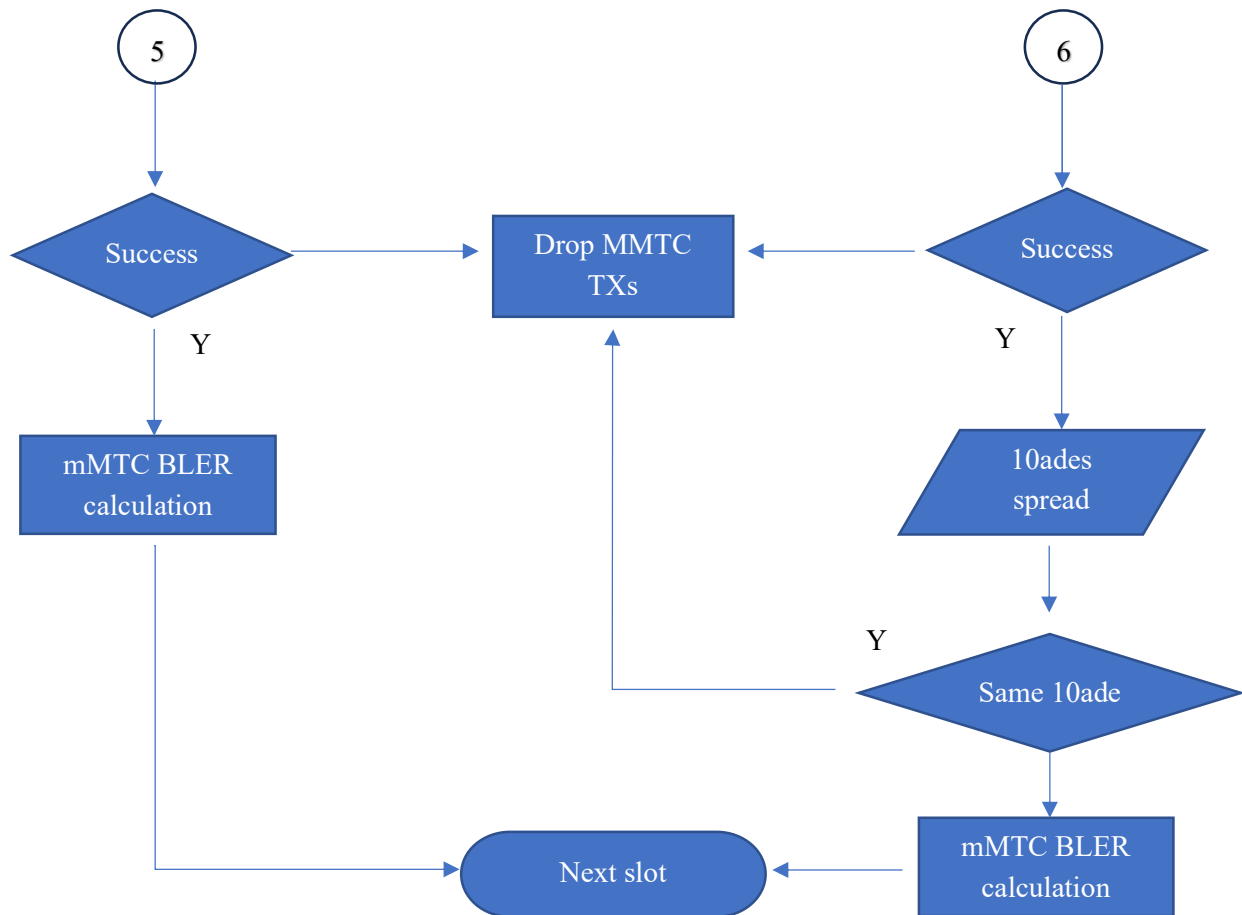 5
6
Success
Drop MMTC
TXs
Success
Y
Y
mMTC BLER
calculation
10ades
spread
Y
Same 10ade
Next slot
mMTC BLER
calculation